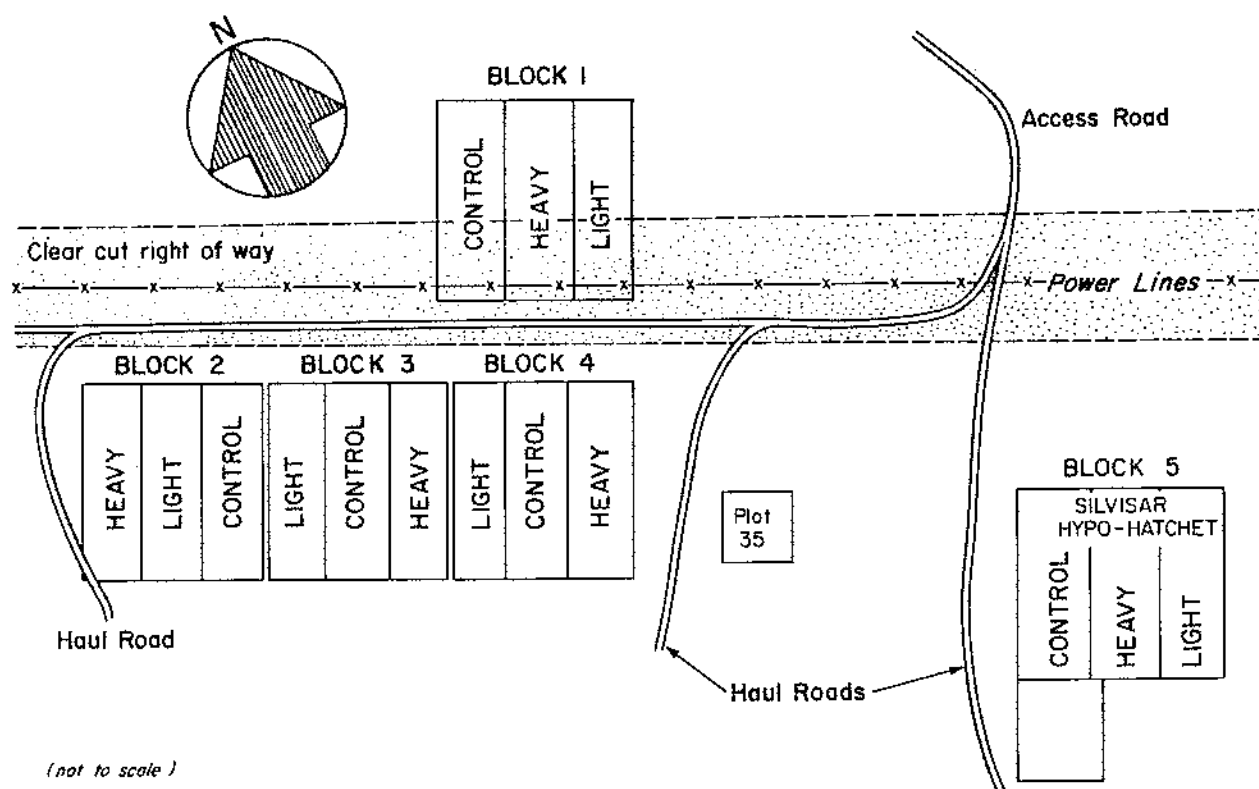 N
BLOCK 1
Access Road
CONTROL
HEAVY
LIGHT
Clear cut right of way
x x x x x x x x x x x x x x x x-Power Lines-x
BLOCK 2
BLOCK 3
BLOCK 4
HEAVY
LIGHT
CONTROL
LIGHT
CONTROL
HEAVY
LIGHT
CONTROL
HEAVY
Plot
35
BLOCK 5
SILVISAR
HYPO-HATCHET
CONTROL
HEAVY
LIGHT
Haul Road
Haul Roads
(not to scale)